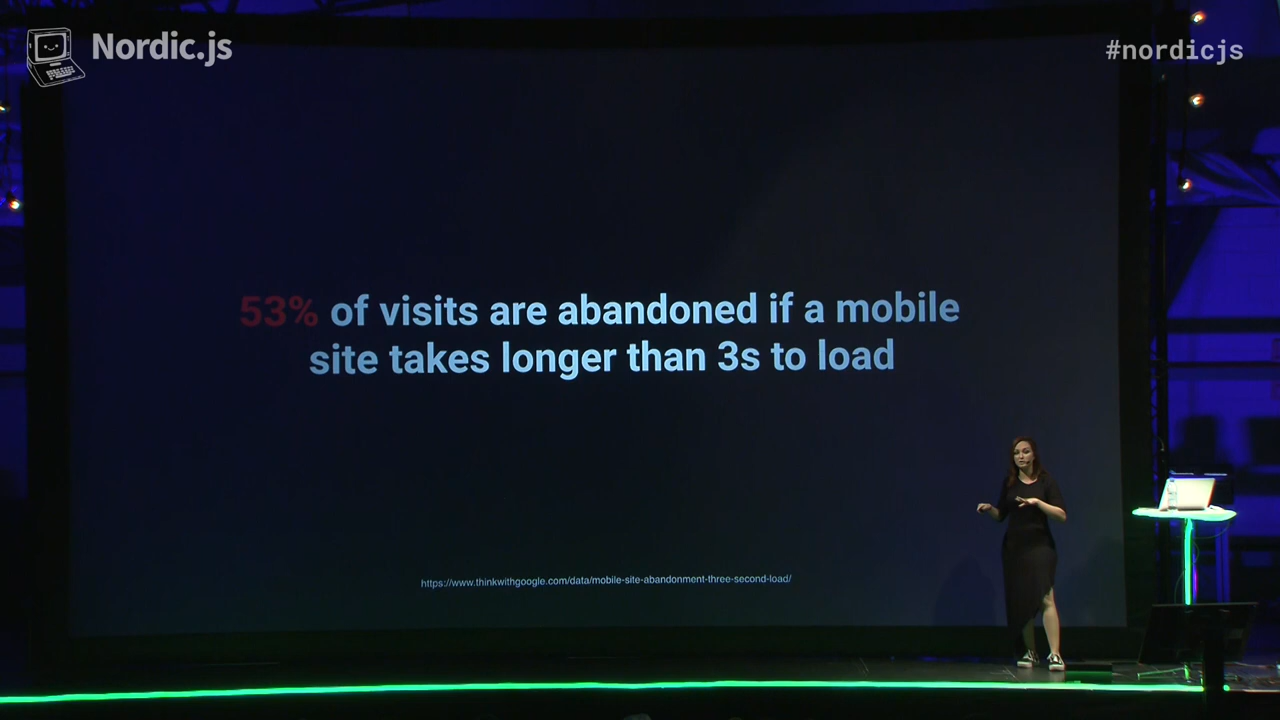 Nordic.js
#nordicjs
53% of visits are abandoned if a mobile
site takes longer than 3s to load
https://www.thinkwithgoogle.com/data/mobile-site-abandonment-three-second-load/